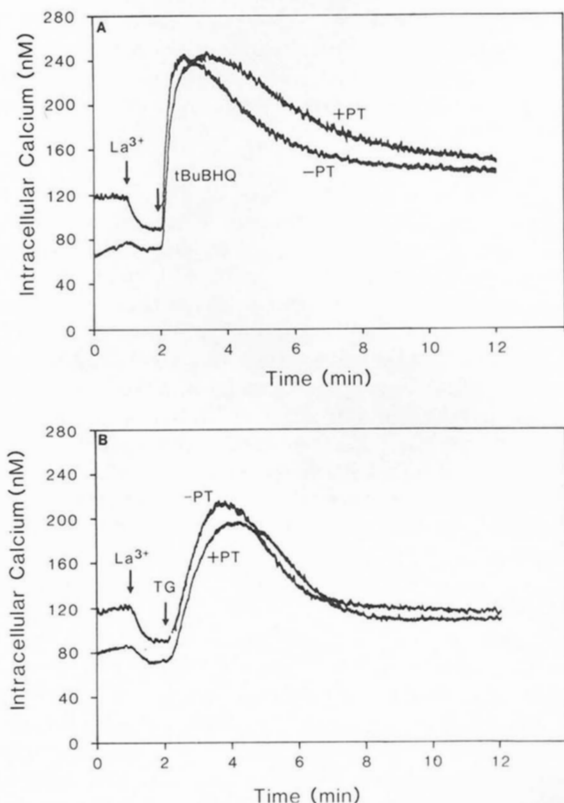 A
280
240
200
160
120
80
40
0
Intracellular Calcium (nM)
La3+
tBuBHQ
+PT
−PT
0 2 4 6 8 10 12
Time (min)
B
280
240
200
160
120
80
40
0
Intracellular Calcium (nM)
La3+
TG
−PT
+PT
0 2 4 6 8 10 12
Time (min)